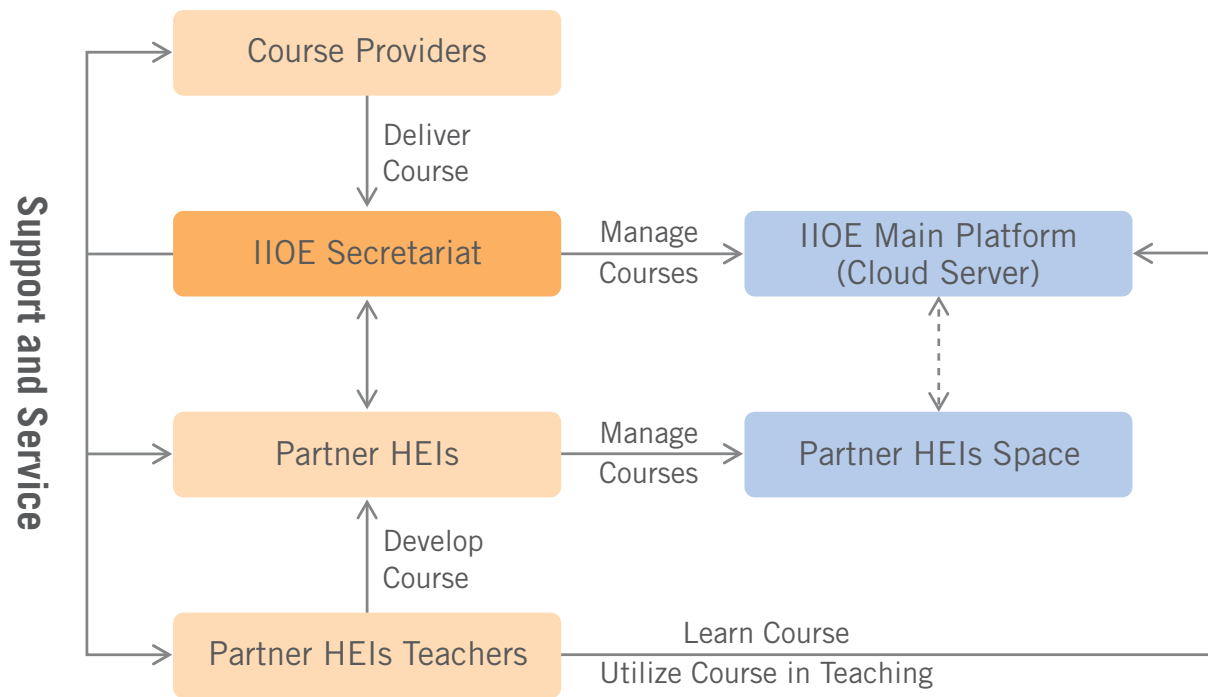 Course Providers
Deliver
Course
Support and Service
IIOE Secretariat
Manage
Courses
IIOE Main Platform
(Cloud Server)
Partner HEIs
Manage
Courses
Partner HEIs Space
Develop
Course
Partner HEIs Teachers
Learn Course
Utilize Course in Teaching